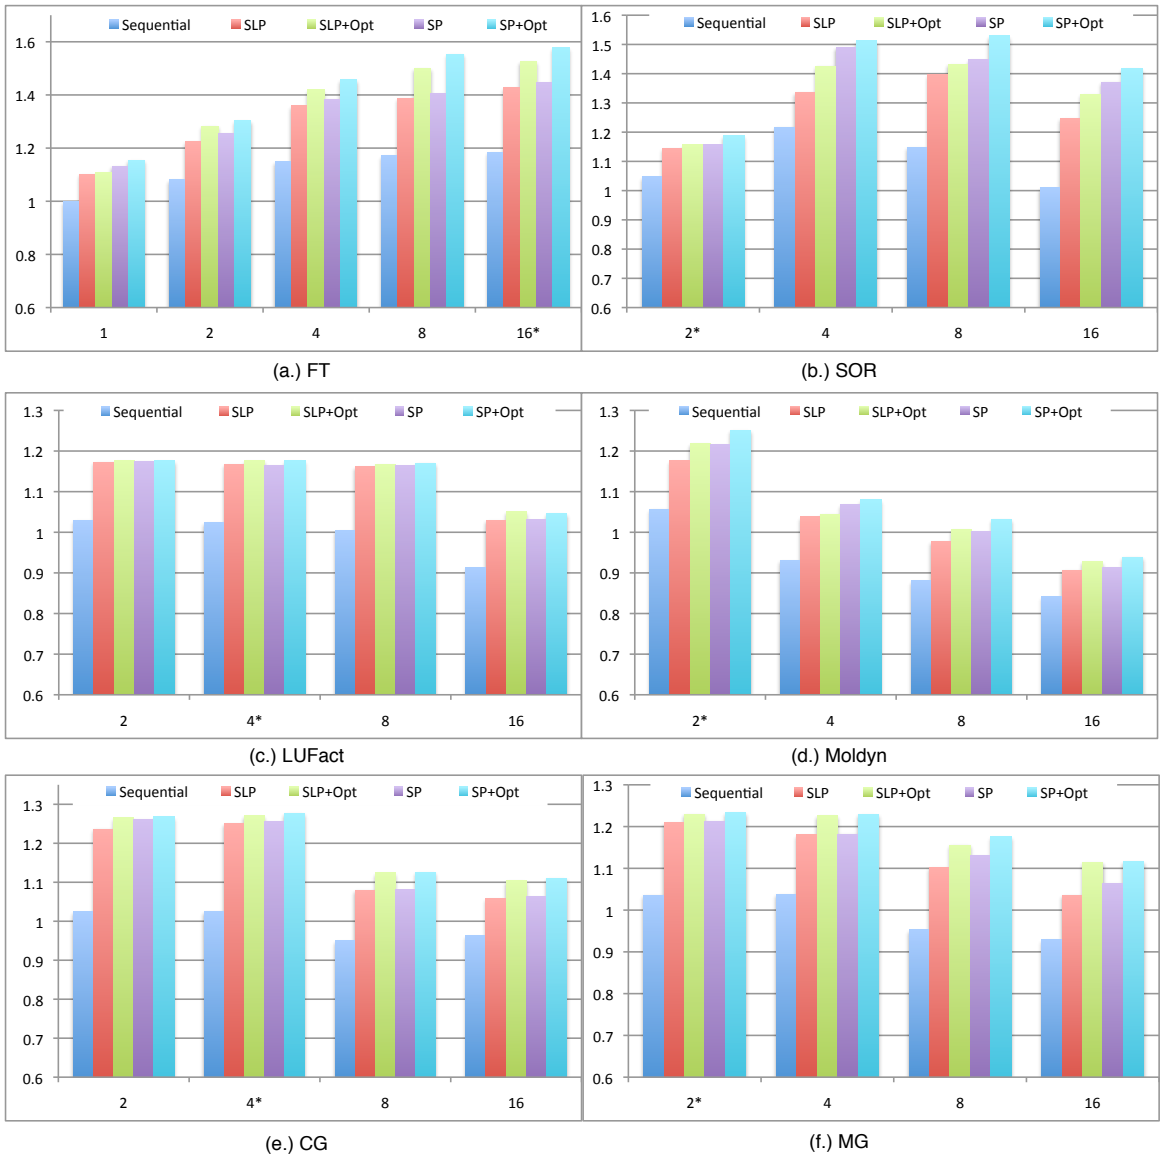 Sequential SLP SLP+Opt SP SP+Opt
1.6
1.4
1.2
1
0.8
0.6
1 2 4 8 16*
(a.) FT
Sequential SLP SLP+Opt SP SP+Opt
1.6
1.5
1.4
1.3
1.2
1.1
1
0.9
0.8
0.7
0.6
2* 4 8 16
(b.) SOR
Sequential SLP SLP+Opt SP SP+Opt
1.3
1.2
1.1
1
0.9
0.8
0.7
0.6
2 4* 8 16
(c.) LUFact
Sequential SLP SLP+Opt SP SP+Opt
1.3
1.2
1.1
1
0.9
0.8
0.7
0.6
2* 4 8 16
(d.) Moldyn
Sequential SLP SLP+Opt SP SP+Opt
1.3
1.2
1.1
1
0.9
0.8
0.7
0.6
2 4* 8 16
(e.) CG
Sequential SLP SLP+Opt SP SP+Opt
1.3
1.2
1.1
1
0.9
0.8
0.7
0.6
2* 4 8 16
(f.) MG